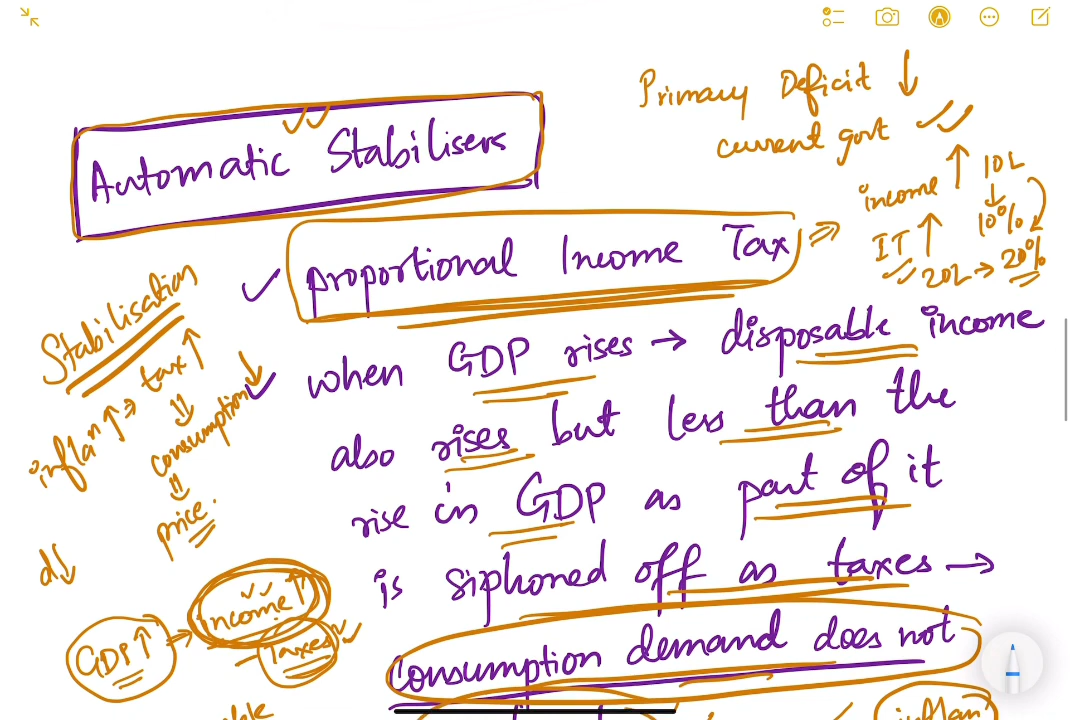 Primary Deficit ↓
current govt
Automatic Stabilisers
income ↑ 10L
↓
10%
IT ↑
20L → 20%
✓ proportional Income Tax ⇒
Stabilisation
inflaⁿ ↑ ⇒ tax ↑
⇓
consumption ↓
⇓
price.
✓ when GDP rises → disposable income
also rises but less than the
rise in GDP as part of it
is siphoned off as taxes →
consumption demand does not
d↓
GDP ↑ → income ↑
- Taxes
inflaⁿ